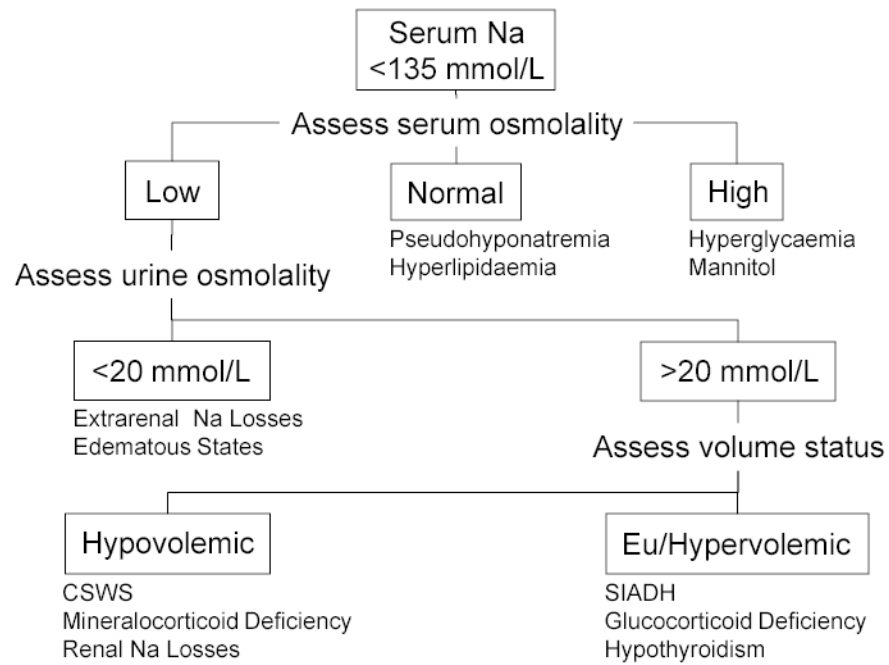 Serum Na
<135 mmol/L
Assess serum osmolality
Low
Normal
High
Pseudohyponatremia
Hyperlipidaemia
Hyperglycaemia
Mannitol
Assess urine osmolality
<20 mmol/L
>20 mmol/L
Extrarenal Na Losses
Edematous States
Assess volume status
Hypovolemic
Eu/Hypervolemic
CSWS
Mineralocorticoid Deficiency
Renal Na Losses
SIADH
Glucocorticoid Deficiency
Hypothyroidism